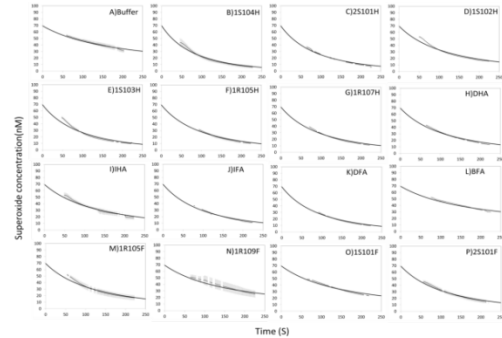 A)Buffer
B)1S104H
C)2S101H
D)1S102H
E)1S103H
F)1R105H
G)1R107H
H)DHA
I)IHA
J)IFA
K)DFA
L)BFA
M)1R105F
N)1R109F
O)1S101F
P)2S101F
Superoxide concentration(nM)
Time (S)
100 90 80 70 60 50 40 30 20 10 0
0 50 100 150 200 250